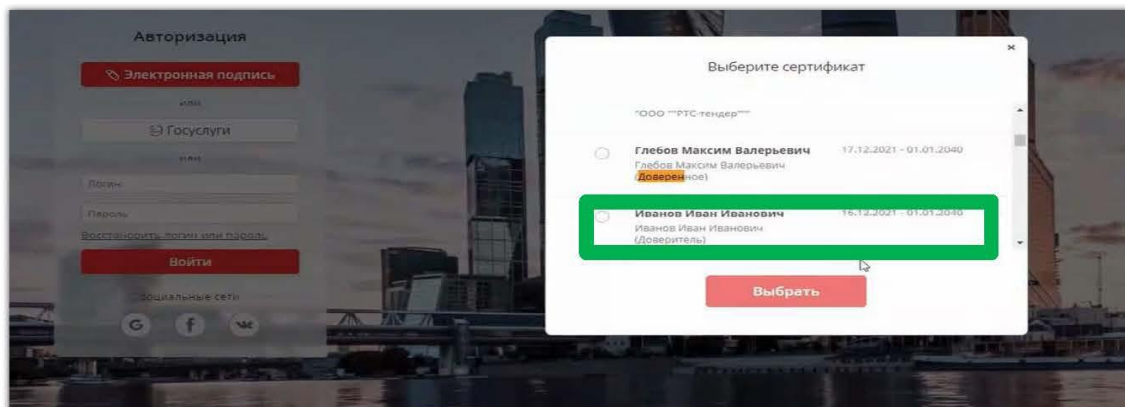 Авторизация
Электронная подпись
или
Госуслуги
или
Логин
Пароль
Восстановить логин или пароль
Войти
социальные сети
G f
×
Выберите сертификат
"ООО ""РТС-тендер"""
Глебов Максим Валерьевич 17.12.2021 - 01.01.2040
Глебов Максим Валерьевич
(Доверенное)
Иванов Иван Иванович 16.12.2021 - 01.01.2040
Иванов Иван Иванович
(Доверитель)
Выбрать